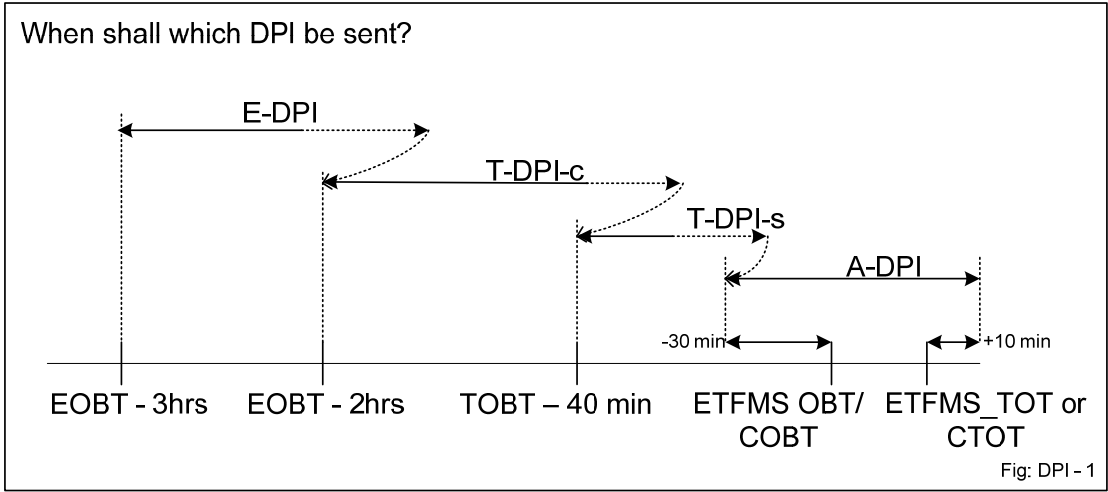 When shall which DPI be sent?
E-DPI
T-DPI-c
T-DPI-s
A-DPI
-30 min
+10 min
EOBT - 3hrs
EOBT - 2hrs
TOBT – 40 min
ETFMS OBT/
COBT
ETFMS_TOT or
CTOT
Fig: DPI - 1